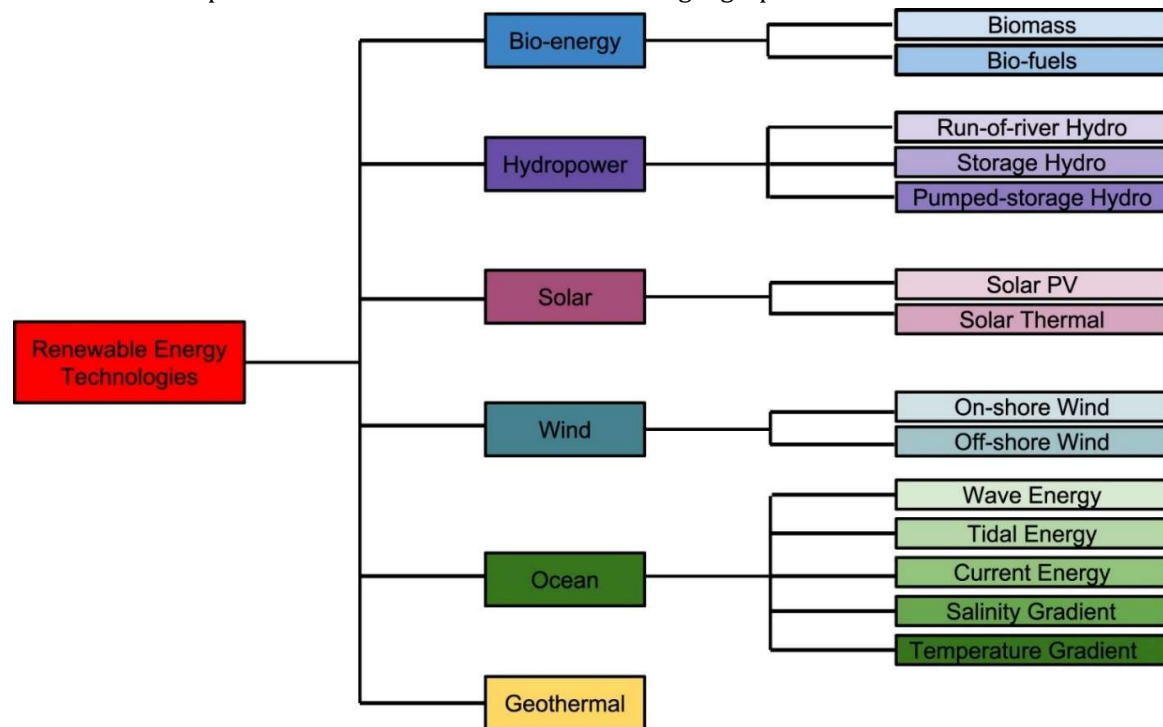 Renewable Energy
Technologies
Bio-energy
Biomass
Bio-fuels
Hydropower
Run-of-river Hydro
Storage Hydro
Pumped-storage Hydro
Solar
Solar PV
Solar Thermal
Wind
On-shore Wind
Off-shore Wind
Ocean
Wave Energy
Tidal Energy
Current Energy
Salinity Gradient
Temperature Gradient
Geothermal